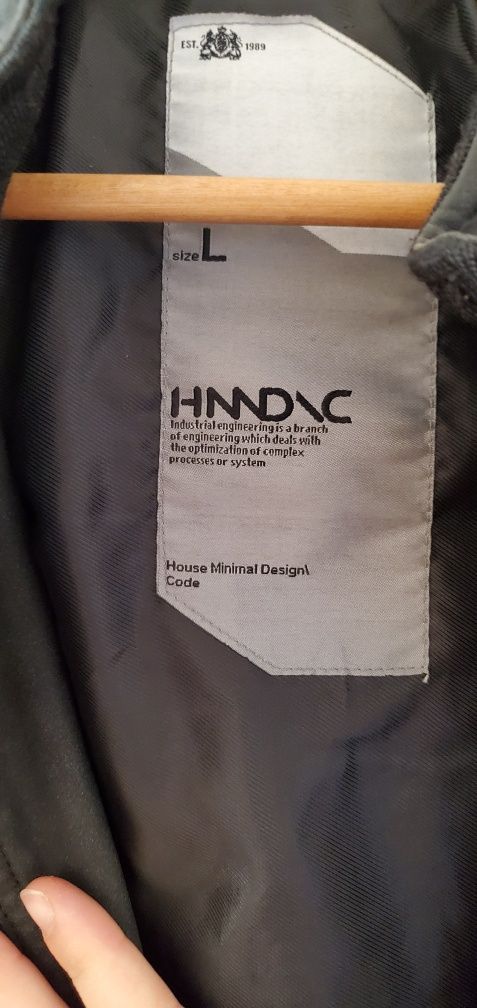 EST. 1989
size L
HMMD\C
Industrial engineering is a branch
of engineering which deals with
the optimization of complex
processes or system
House Minimal Design\
Code